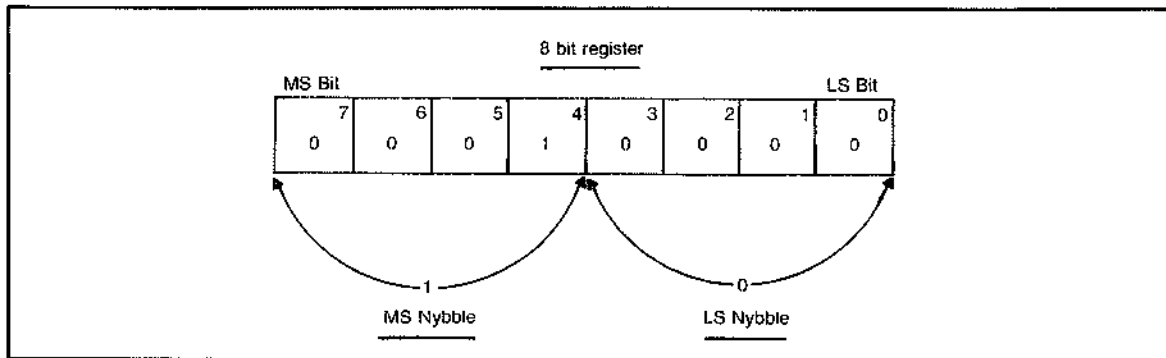 8 bit register
MS Bit LS Bit
7 6 5 4 3 2 1 0
0 0 0 1 0 0 0 0
1 0
MS Nybble LS Nybble